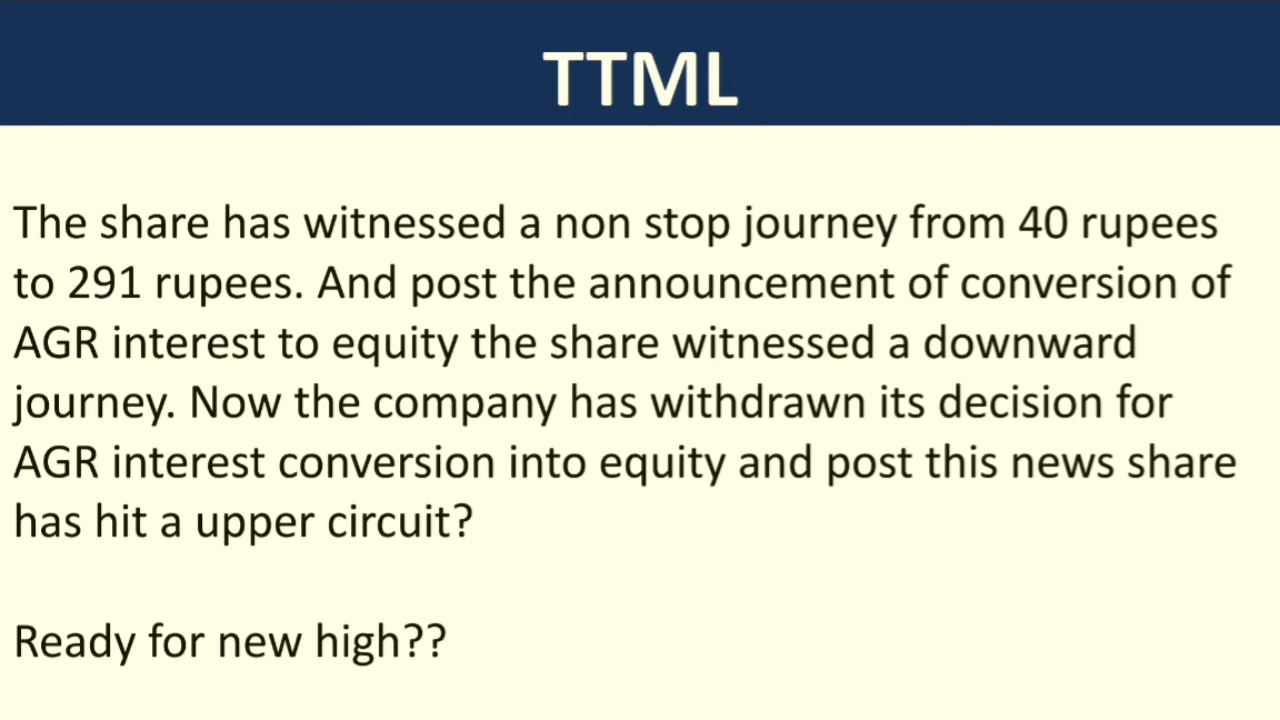 TTML
The share has witnessed a non stop journey from 40 rupees
to 291 rupees. And post the announcement of conversion of
AGR interest to equity the share witnessed a downward
journey. Now the company has withdrawn its decision for
AGR interest conversion into equity and post this news share
has hit a upper circuit?
Ready for new high??